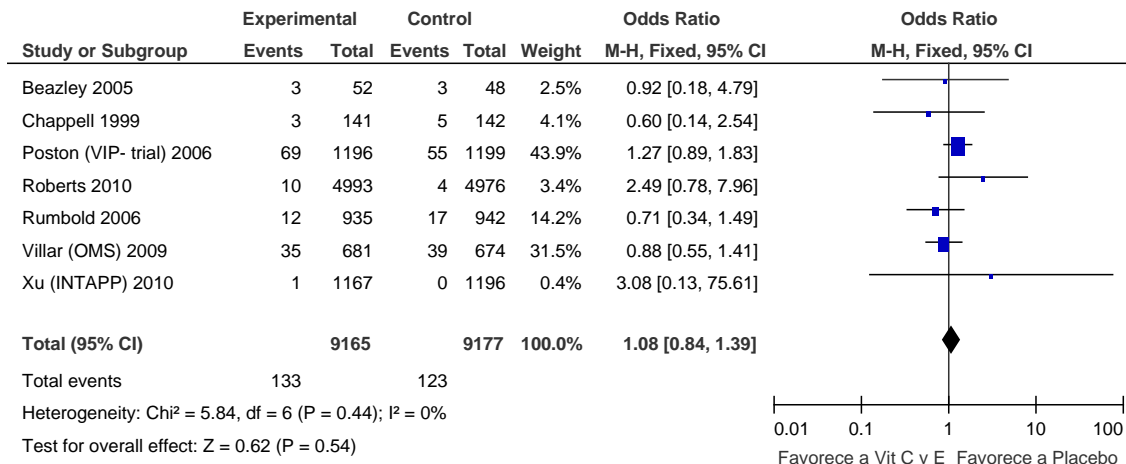 Experimental Control Odds Ratio Odds Ratio
Study or Subgroup Events Total Events Total Weight M-H, Fixed, 95% CI M-H, Fixed, 95% CI
Beazley 2005 3 52 3 48 2.5% 0.92 [0.18, 4.79]
Chappell 1999 3 141 5 142 4.1% 0.60 [0.14, 2.54]
Poston (VIP- trial) 2006 69 1196 55 1199 43.9% 1.27 [0.89, 1.83]
Roberts 2010 10 4993 4 4976 3.4% 2.49 [0.78, 7.96]
Rumbold 2006 12 935 17 942 14.2% 0.71 [0.34, 1.49]
Villar (OMS) 2009 35 681 39 674 31.5% 0.88 [0.55, 1.41]
Xu (INTAPP) 2010 1 1167 0 1196 0.4% 3.08 [0.13, 75.61]
Total (95% CI) 9165 9177 100.0% 1.08 [0.84, 1.39]
Total events 133 123
Heterogeneity: Chi² = 5.84, df = 6 (P = 0.44); I² = 0%
Test for overall effect: Z = 0.62 (P = 0.54)
0.01 0.1 1 10 100
Favorece a Vit C y E Favorece a Placebo